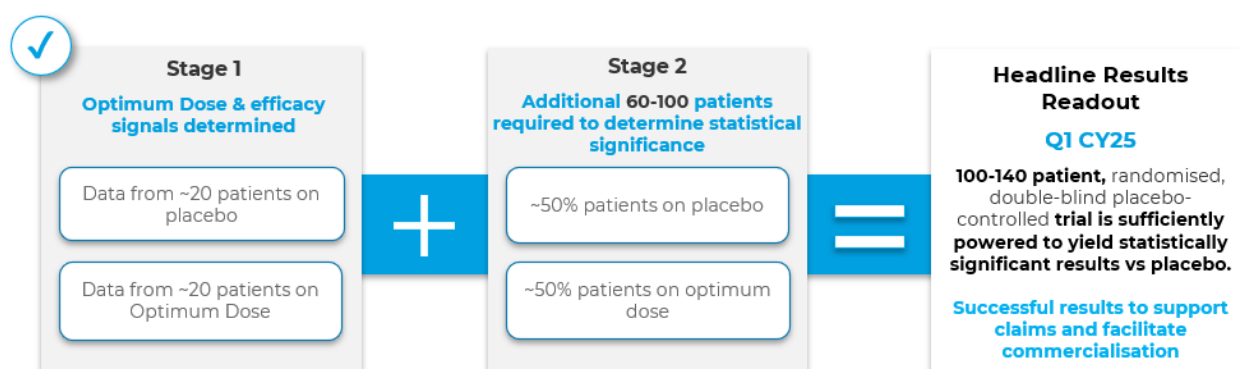 Stage 1
Optimum Dose & efficacy
signals determined
Data from ~20 patients on
placebo
Data from ~20 patients on
Optimum Dose
+
Stage 2
Additional 60-100 patients
required to determine statistical
significance
~50% patients on placebo
~50% patients on optimum
dose
=
Headline Results
Readout
Q1 CY25
100-140 patient, randomised,
double-blind placebo-
controlled trial is sufficiently
powered to yield statistically
significant results vs placebo.
Successful results to support
claims and facilitate
commercialisation